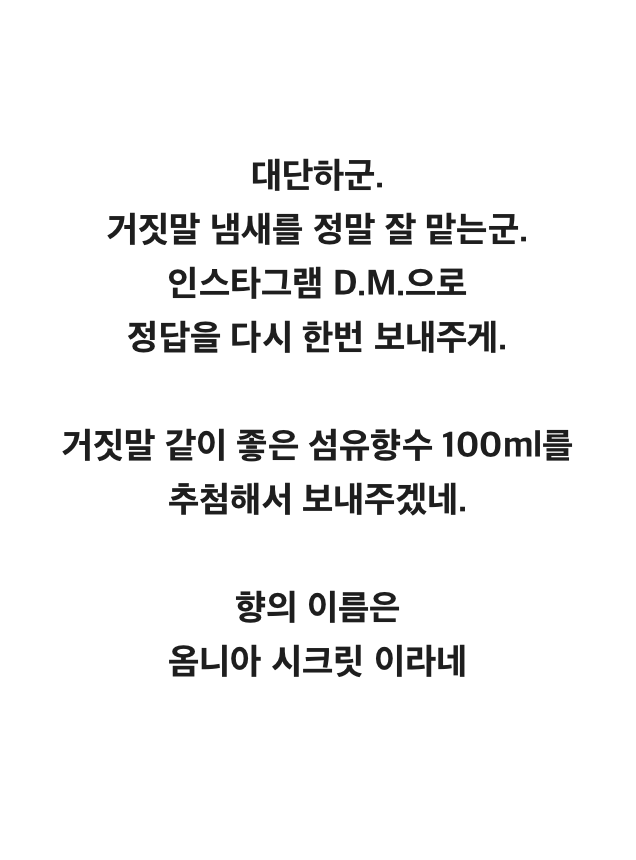 대단하군.
거짓말 냄새를 정말 잘 맡는군.
인스타그램 D.M.으로
정답을 다시 한번 보내주게.
거짓말 같이 좋은 섬유향수 100ml를
추첨해서 보내주겠네.
향의 이름은
옴니아 시크릿 이라네